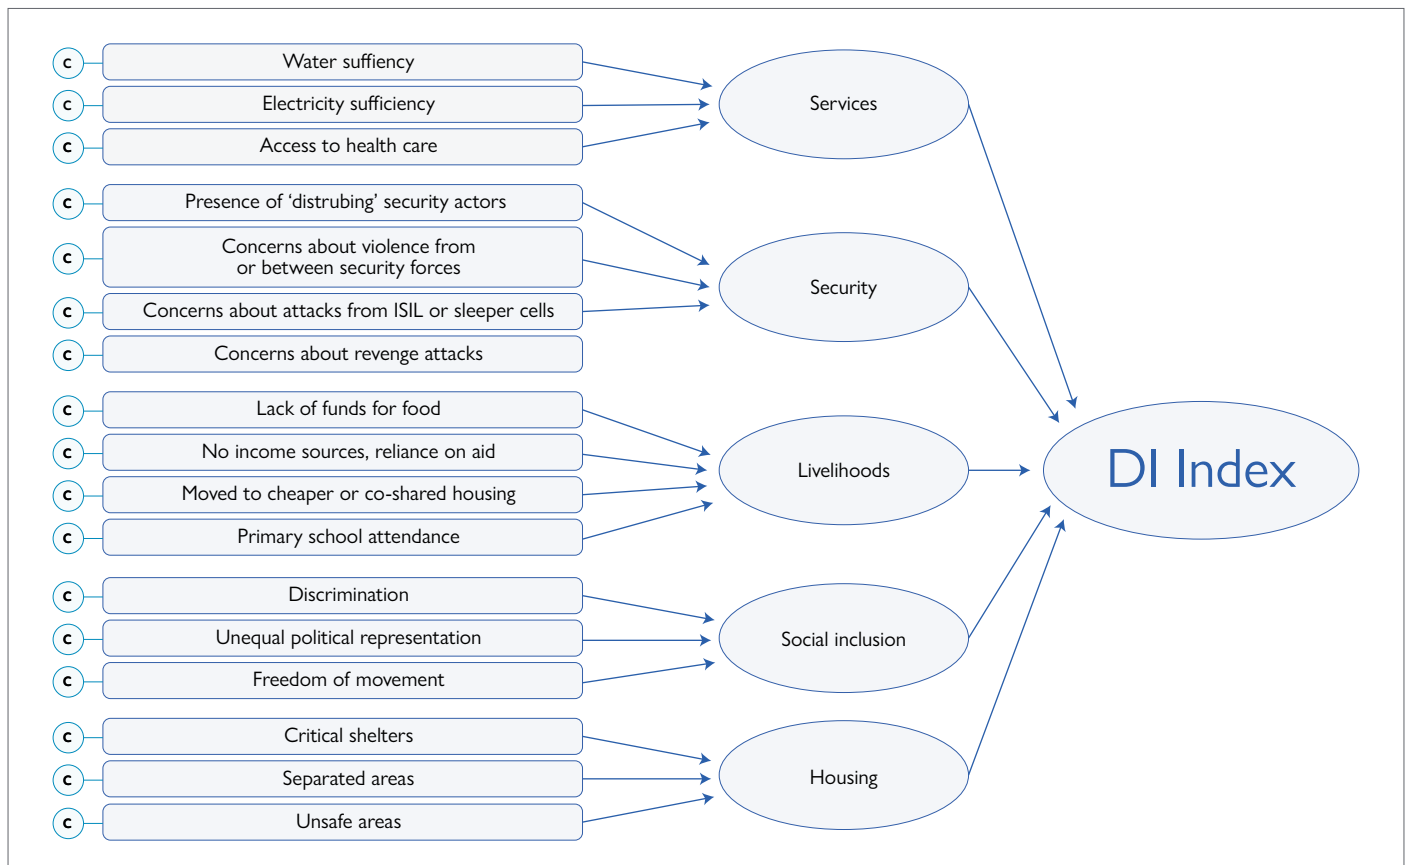 c Water suffiency
c Electricity sufficiency
c Access to health care
Services
c Presence of ‘distrubing’ security actors
c Concerns about violence from
or between security forces
c Concerns about attacks from ISIL or sleeper cells
c Concerns about revenge attacks
Security
c Lack of funds for food
c No income sources, reliance on aid
c Moved to cheaper or co-shared housing
c Primary school attendance
Livelihoods
c Discrimination
c Unequal political representation
c Freedom of movement
Social inclusion
c Critical shelters
c Separated areas
c Unsafe areas
Housing
DI Index